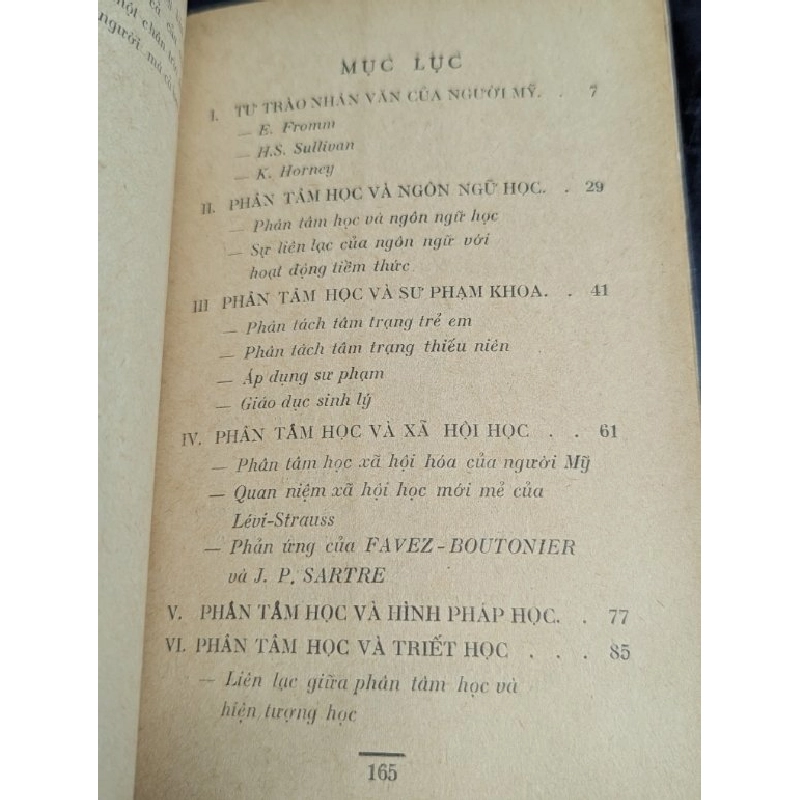 cả
một chân
người mà
MỤC LỤC
I. TƯ TRÀO NHÂN VĂN CỦA NGƯỜI MỸ. . 7
— E. Fromm
— H.S. Sullivan
— K. Horney
II. PHÂN TÂM HỌC VÀ NGÔN NGỮ HỌC. . 29
— Phân tâm học và ngôn ngữ học
— Sự liên lạc của ngôn ngữ với
hoạt động tiềm thức
III PHÂN TÂM HỌC VÀ SƯ PHẠM KHOA. . 41
— Phân tách tâm trạng trẻ em
— Phân tách tâm trạng thiếu niên
— Áp dụng sư phạm
— Giáo dục sinh lý
IV. PHÂN TÂM HỌC VÀ XÃ HỘI HỌC . . 61
— Phân tâm học xã hội hóa của người Mỹ
— Quan niệm xã hội học mới mẻ của
Lévi-Strauss
— Phản ứng của FAVEZ-BOUTONIER
và J. P. SARTRE
V. PHÂN TÂM HỌC VÀ HÌNH PHÁP HỌC. . 77
VI. PHÂN TÂM HỌC VÀ TRIẾT HỌC . . . 85
— Liên lạc giữa phân tâm học và
hiện tượng học
165